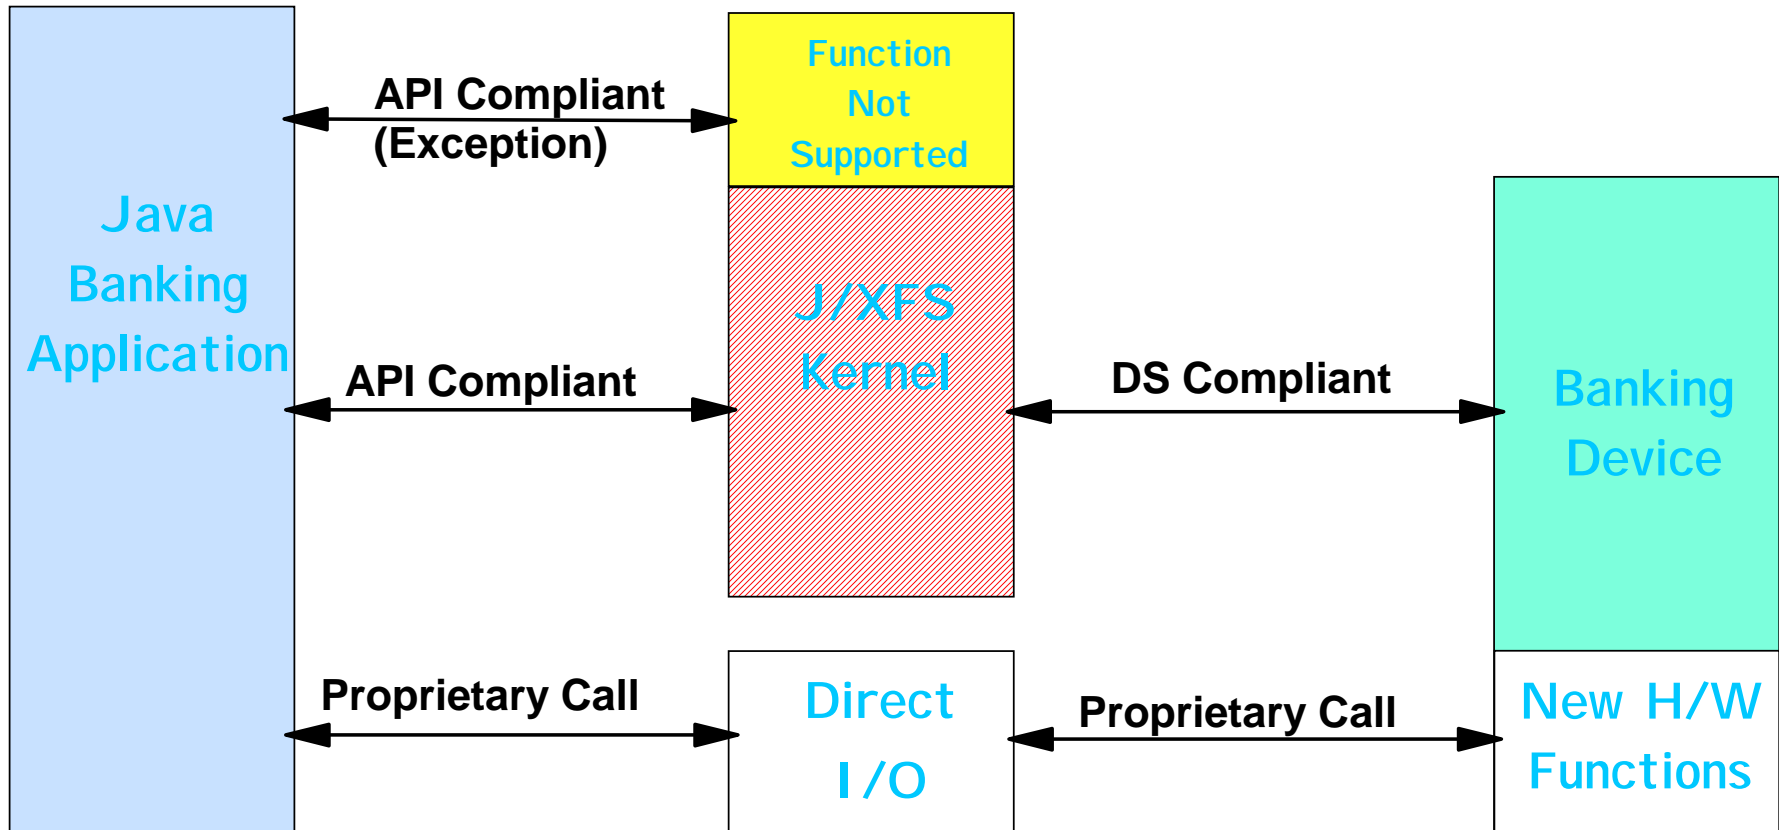 Java
Banking
Application
API Compliant
(Exception)
Function
Not
Supported
API Compliant
J/XFS
Kernel
DS Compliant
Banking
Device
Proprietary Call
Direct
I/O
Proprietary Call
New H/W
Functions